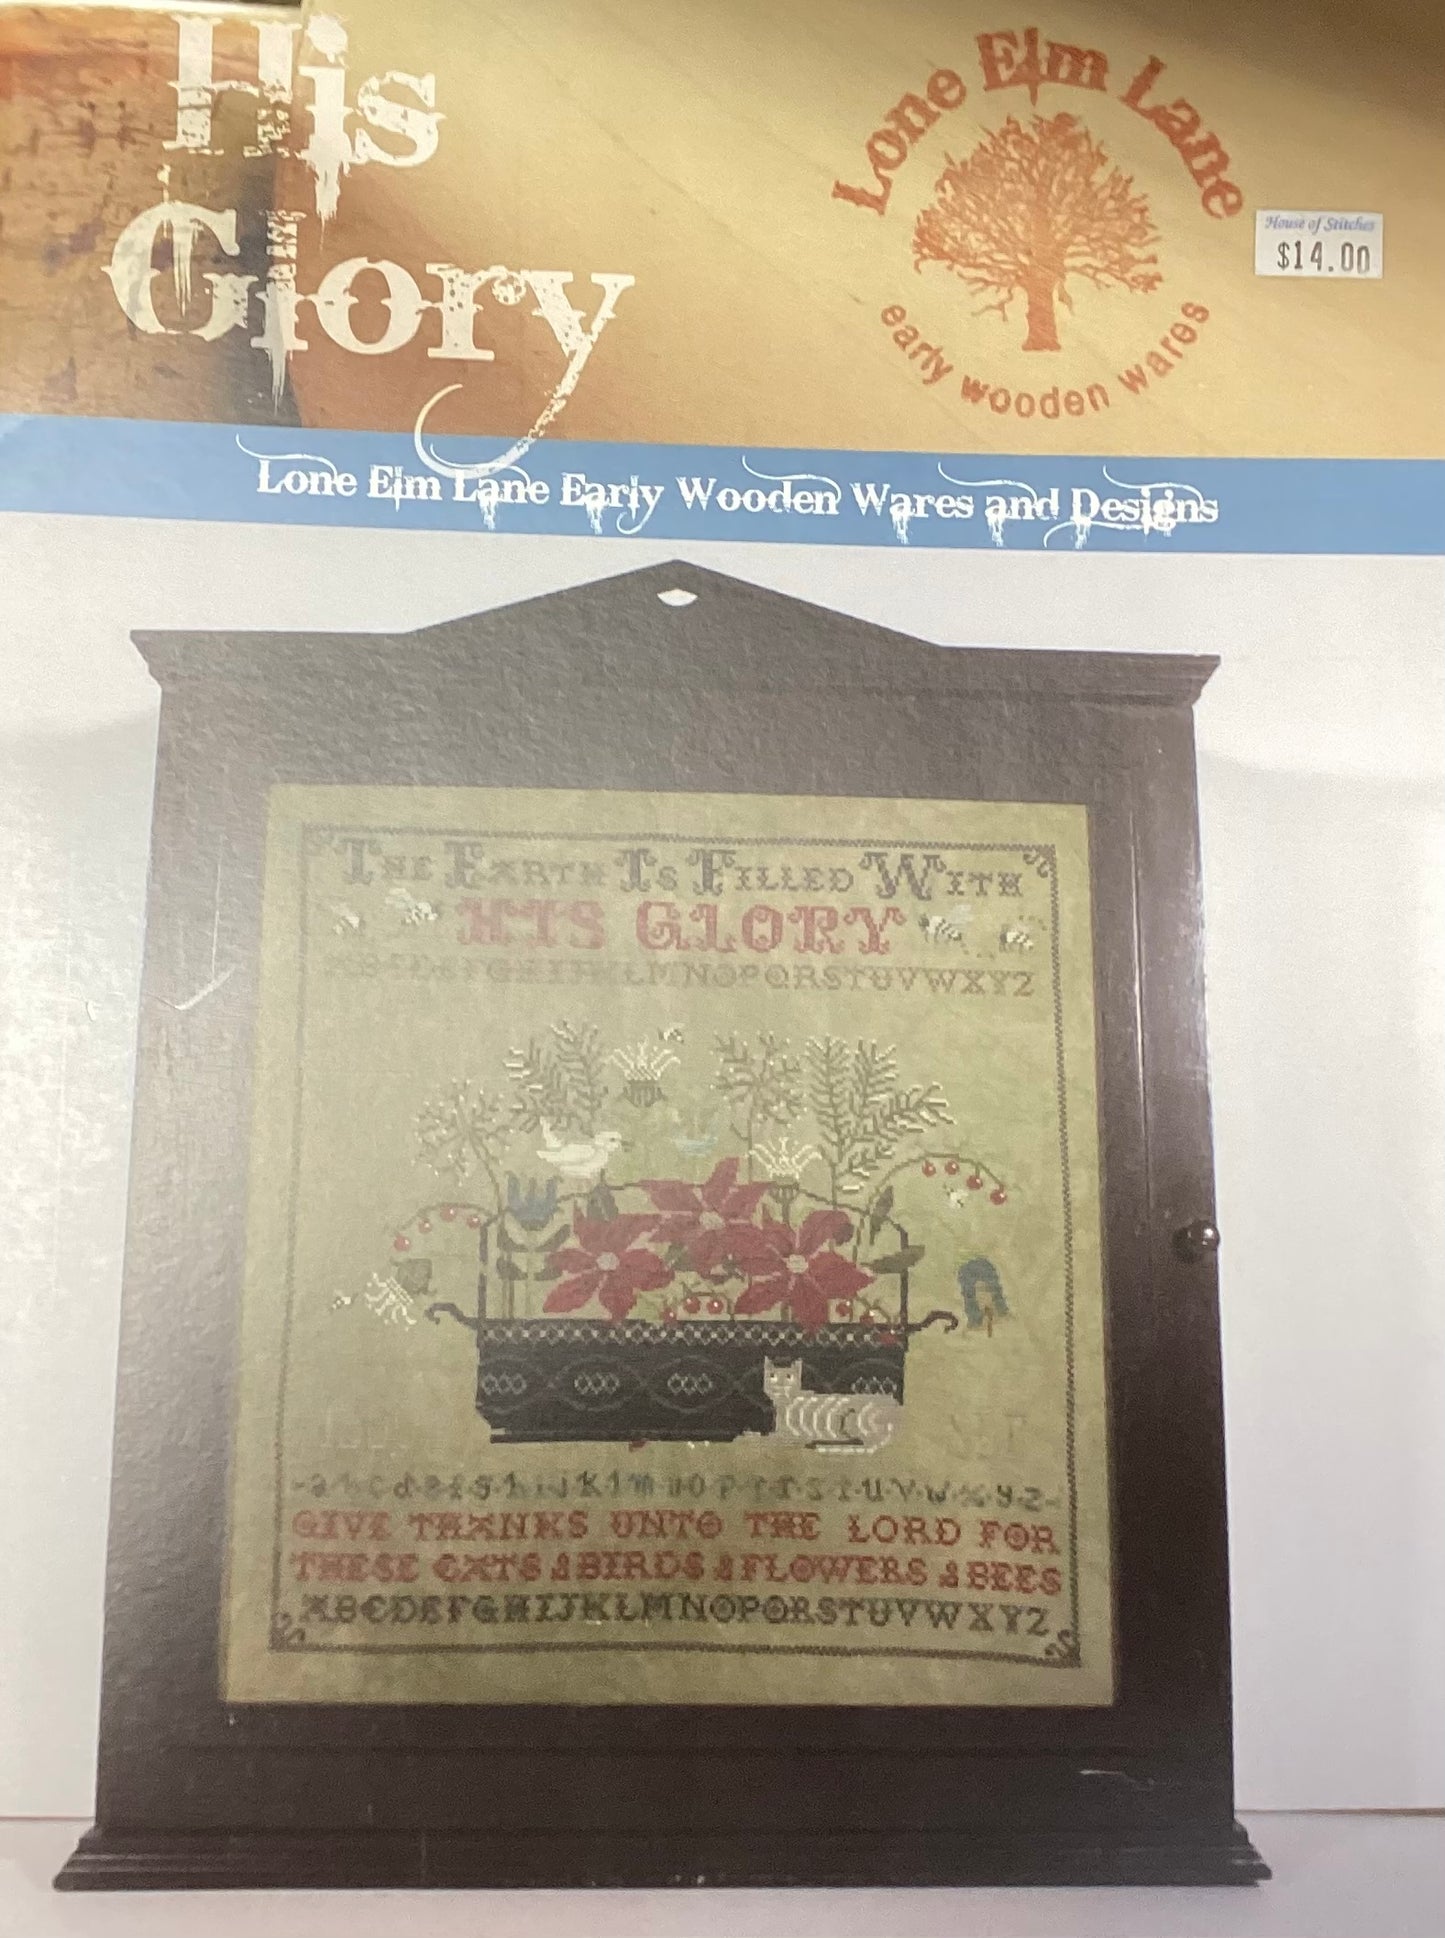 His
Glory
Lone Elm Lane
early wooden wares
House of Stitches
$14.00
Lone Elm Lane Early Wooden Wares and Designs
The Earth Is Filled With
HIS GLORY
ABCDEFGHIJKLMNOPQRSTUVWXYZ
GIVE THANKS UNTO THE LORD FOR
THESE CATS & BIRDS & FLOWERS & BEES
ABCDEFGHIJKLMNOPQRSTUVWXYZ